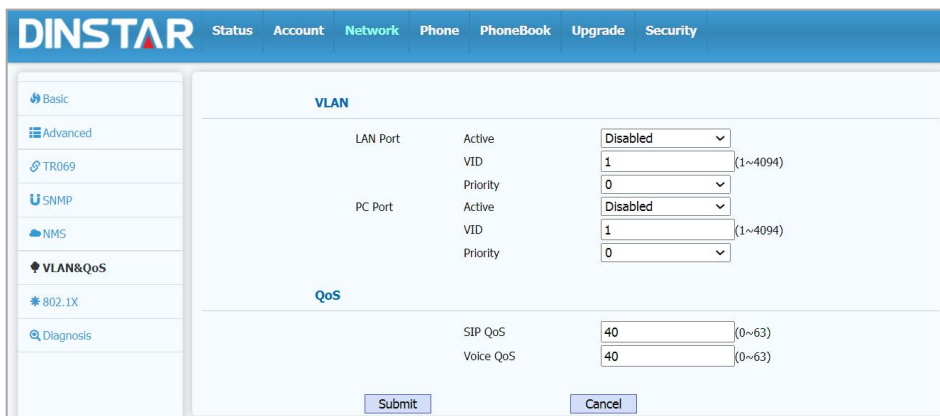 DINSTAR Status Account Network Phone PhoneBook Upgrade Security
Basic
Advanced
TR069
SNMP
NMS
VLAN&QoS
802.1X
Diagnosis
VLAN
LAN Port Active Disabled
VID 1 (1~4094)
Priority 0
PC Port Active Disabled
VID 1 (1~4094)
Priority 0
QoS
SIP QoS 40 (0~63)
Voice QoS 40 (0~63)
Submit Cancel